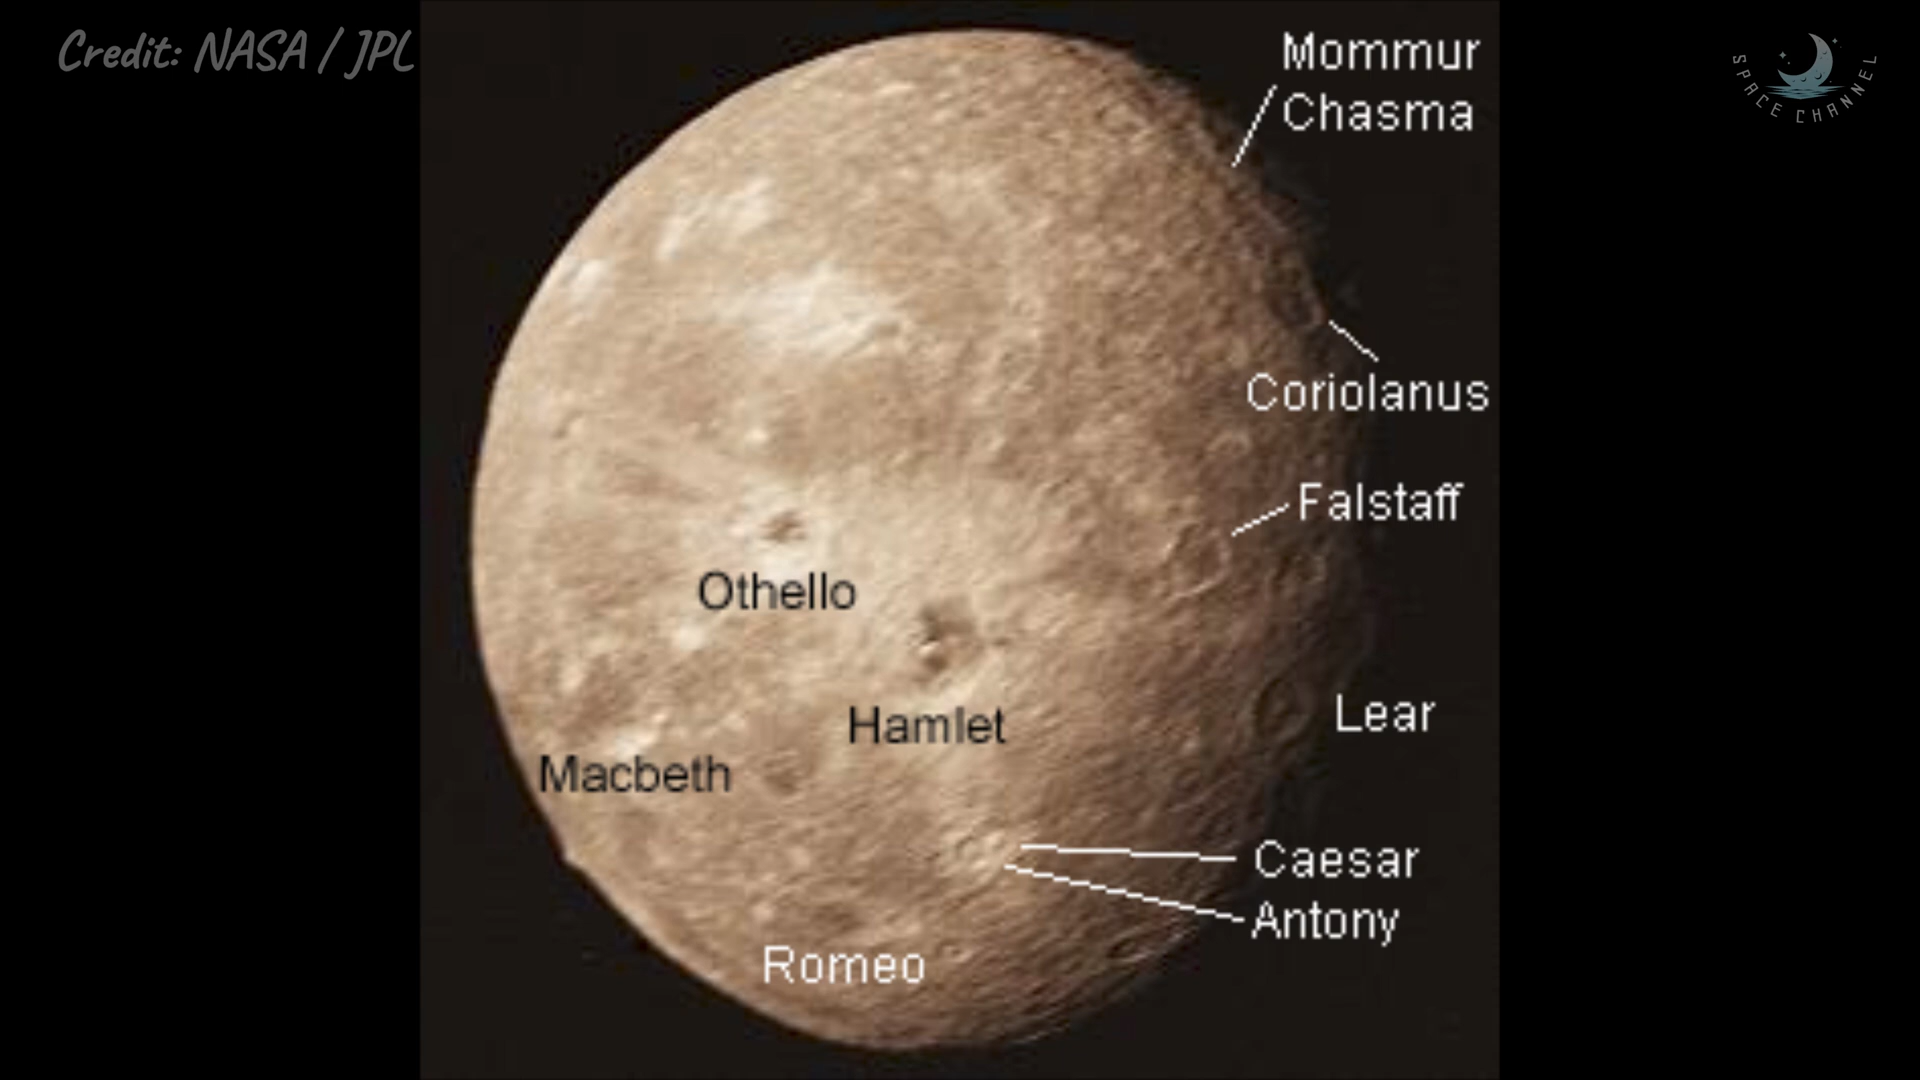 Credit: NASA / JPL
SPACE CHANNEL
Mommur
Chasma
Coriolanus
Falstaff
Othello
Hamlet
Lear
Macbeth
Caesar
Antony
Romeo